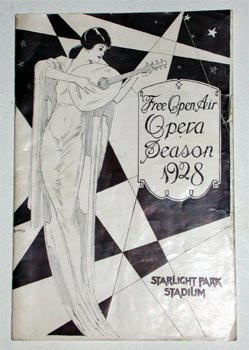 Free Open Air
Opera
Season
1928
STARLIGHT PARK
STADIUM